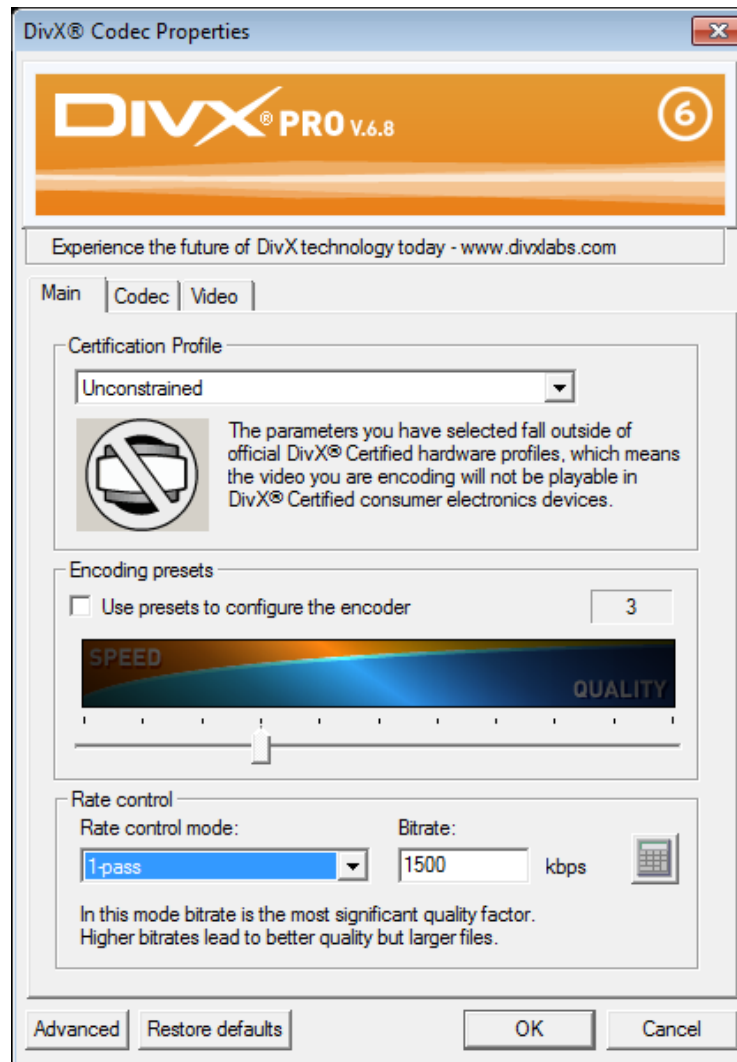 DivX® Codec Properties
DIVX® PRO V.6.8
6
Experience the future of DivX technology today - www.divxlabs.com
Main Codec Video
Certification Profile
Unconstrained
The parameters you have selected fall outside of
official DivX® Certified hardware profiles, which means
the video you are encoding will not be playable in
DivX® Certified consumer electronics devices.
Encoding presets
Use presets to configure the encoder 3
SPEED
QUALITY
Rate control
Rate control mode: Bitrate:
1-pass 1500 kbps
In this mode bitrate is the most significant quality factor.
Higher bitrates lead to better quality but larger files.
Advanced Restore defaults OK Cancel